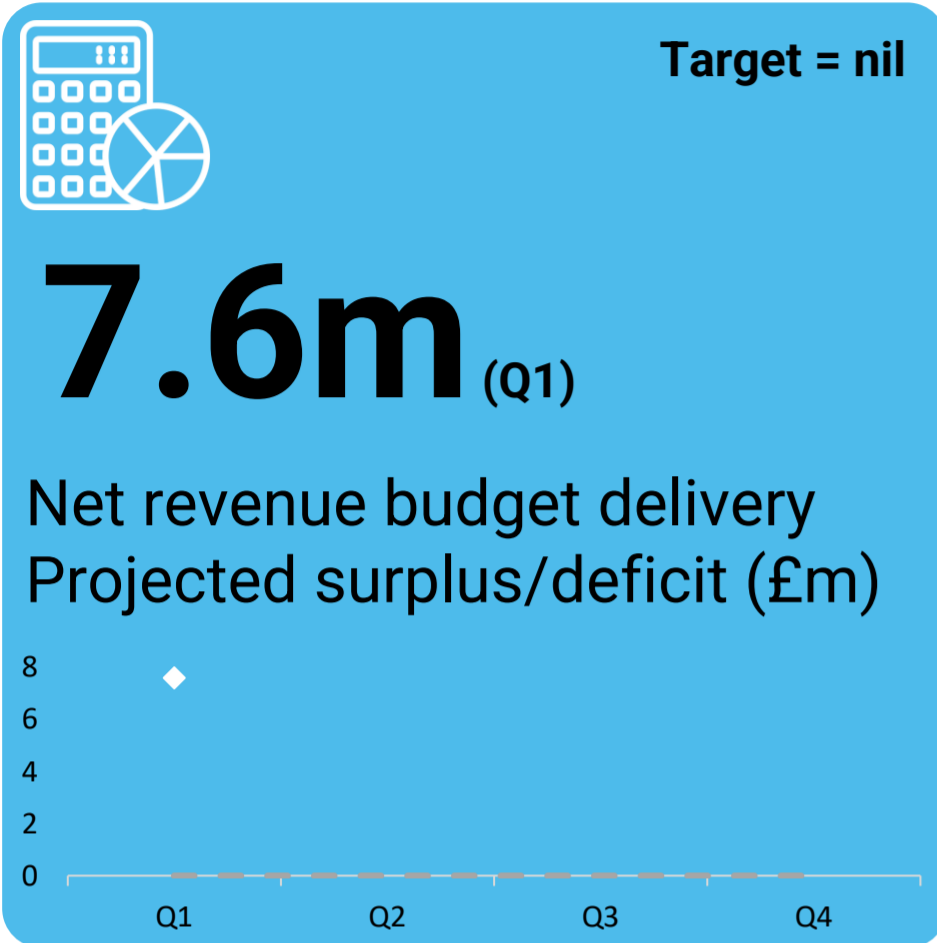 Target = nil
7.6m (Q1)
Net revenue budget delivery
Projected surplus/deficit (£m)
8
6
4
2
0
Q1 Q2 Q3 Q4